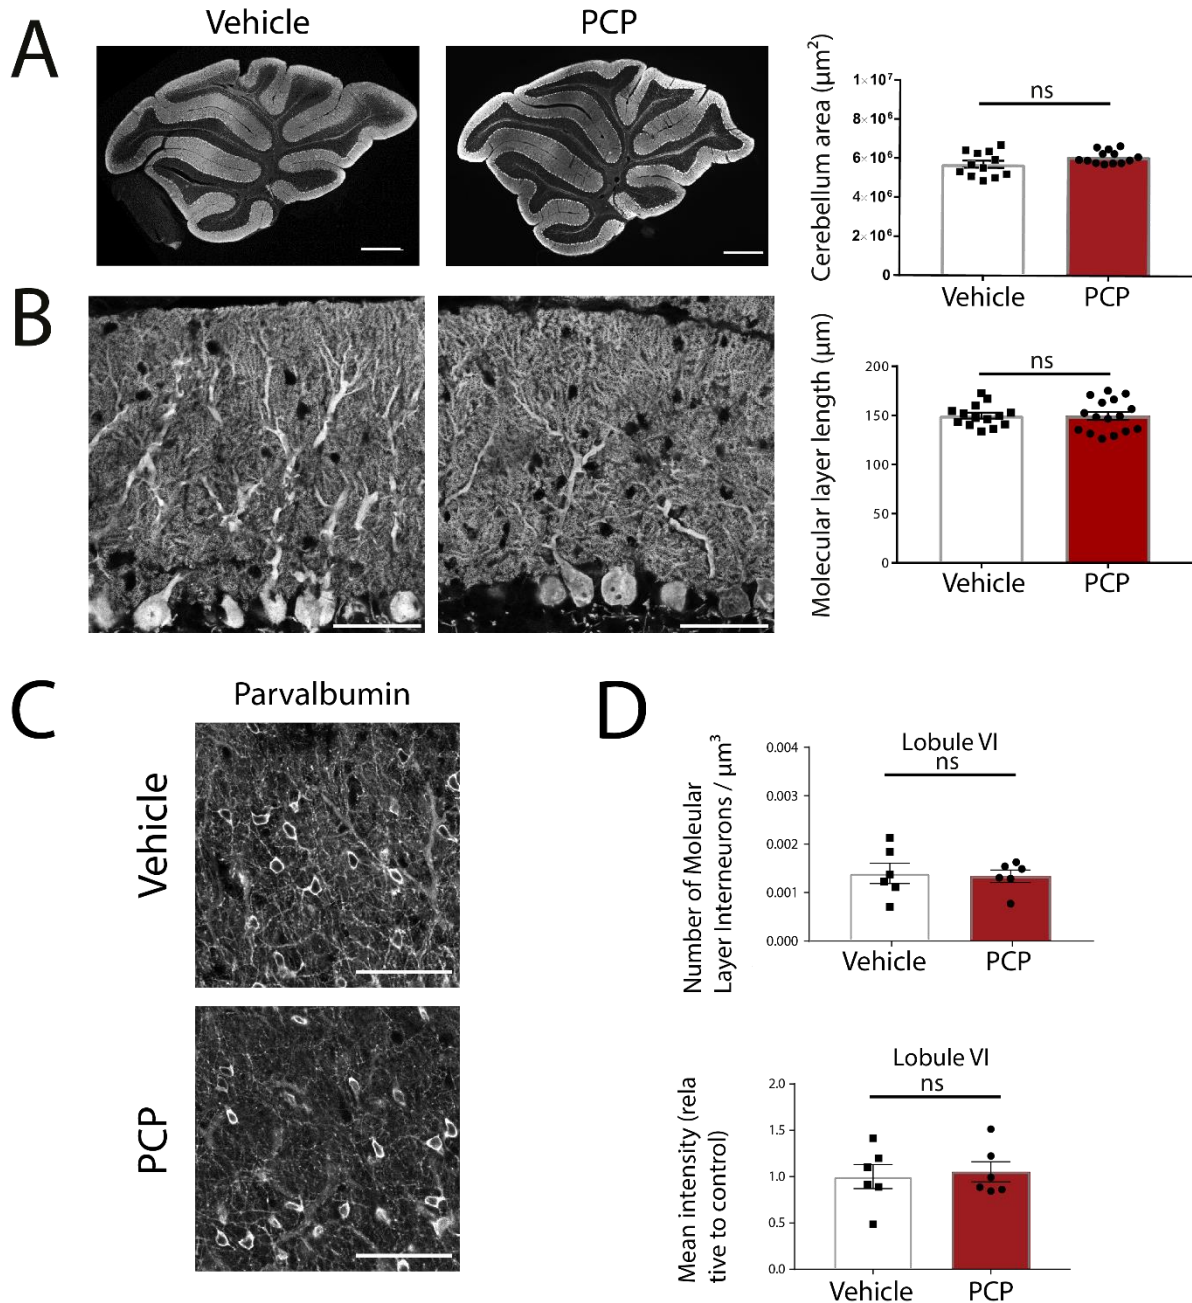 A
Vehicle
PCP
Cerebellum area (µm²)
1×10⁷
8×10⁶
6×10⁶
4×10⁶
2×10⁶
0
ns
Vehicle
PCP
B
Molecular layer length (µm)
200
150
100
50
0
ns
Vehicle
PCP
C
Parvalbumin
Vehicle
PCP
D
Number of Moleular
Layer Interneurons / µm³
0.004
0.003
0.002
0.001
0.000
Lobule VI
ns
Vehicle
PCP
Mean intensity (rela
tive to control)
2.0
1.5
1.0
0.5
0.0
Lobule VI
ns
Vehicle
PCP